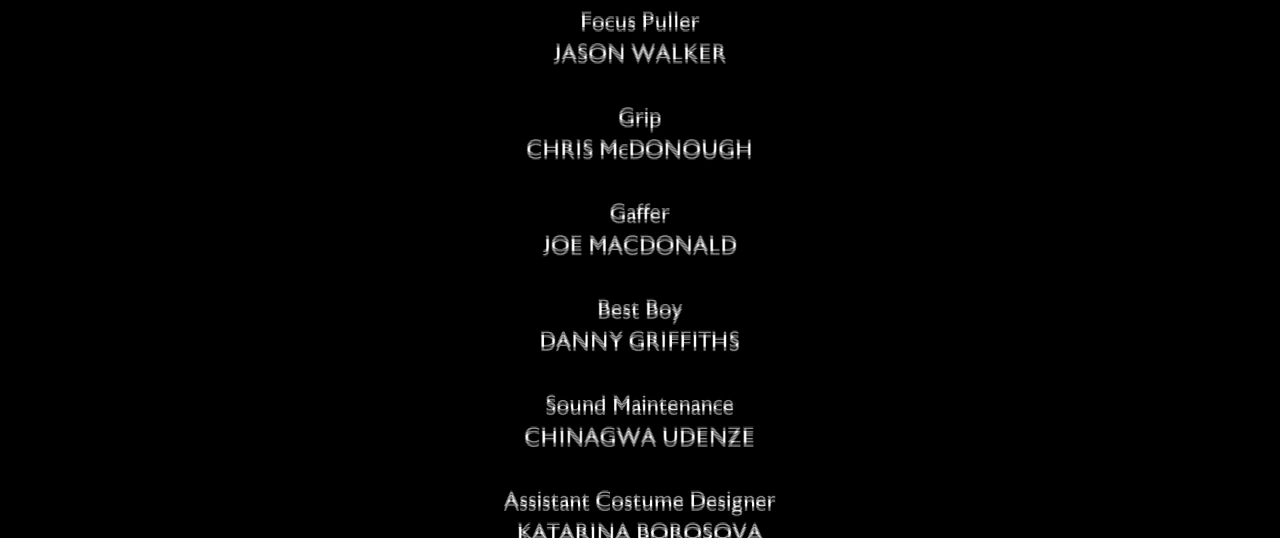 Focus Puller
JASON WALKER
Grip
CHRIS McDONOUGH
Gaffer
JOE MACDONALD
Best Boy
DANNY GRIFFITHS
Sound Maintenance
CHINAGWA UDENZE
Assistant Costume Designer
KATARINA BOROSOVA